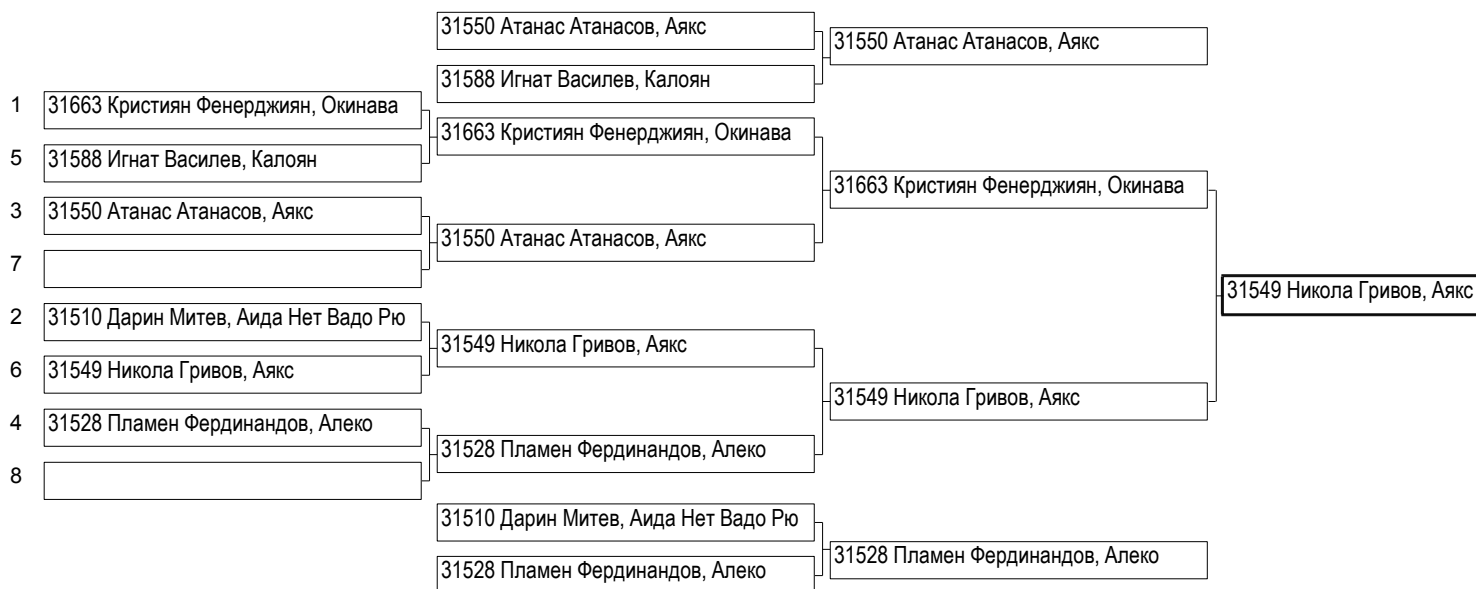 31550 Атанас Атанасов, Аякс
31550 Атанас Атанасов, Аякс
31588 Игнат Василев, Калоян
1 31663 Кристиян Фенерджиян, Окинава
31663 Кристиян Фенерджиян, Окинава
5 31588 Игнат Василев, Калоян
31663 Кристиян Фенерджиян, Окинава
3 31550 Атанас Атанасов, Аякс
31550 Атанас Атанасов, Аякс
7
31549 Никола Гривов, Аякс
2 31510 Дарин Митев, Аида Нет Вадо Рю
31549 Никола Гривов, Аякс
6 31549 Никола Гривов, Аякс
31549 Никола Гривов, Аякс
4 31528 Пламен Фердинандов, Алеко
31528 Пламен Фердинандов, Алеко
8
31510 Дарин Митев, Аида Нет Вадо Рю
31528 Пламен Фердинандов, Алеко
31528 Пламен Фердинандов, Алеко